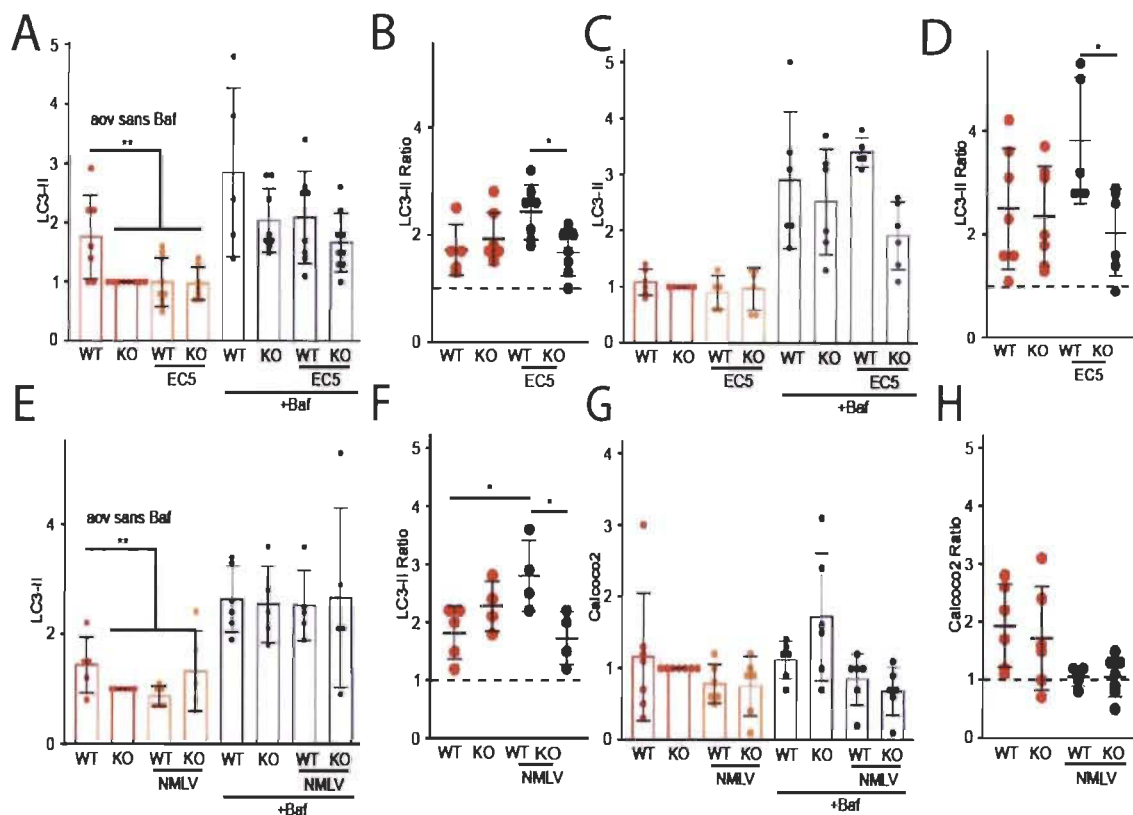 A
B
C
D
LC3-II
5
4
3
2
1
0
aov sans Baf
**
WT KO WT KO WT KO WT KO
EC5 EC5
+Baf
LC3-II Ratio
4
2
0
*
WT KO WT KO
EC5
LC3-II
5
4
3
2
1
0
WT KO WT KO WT KO WT KO
EC5 EC5
+Baf
LC3-II Ratio
4
2
0
*
WT KO WT KO
EC5
E
F
G
H
LC3-II
4
2
0
aov sans Baf
**
WT KO WT KO WT KO WT KO
NMLV NMLV
+Baf
LC3-II Ratio
5
4
3
2
1
0
*
*
WT KO WT KO
NMLV
Calcoco2
4
3
2
1
0
WT KO WT KO WT KO WT KO
NMLV NMLV
+Baf
Calcoco2 Ratio
5
4
3
2
1
0
WT KO WT KO
NMLV